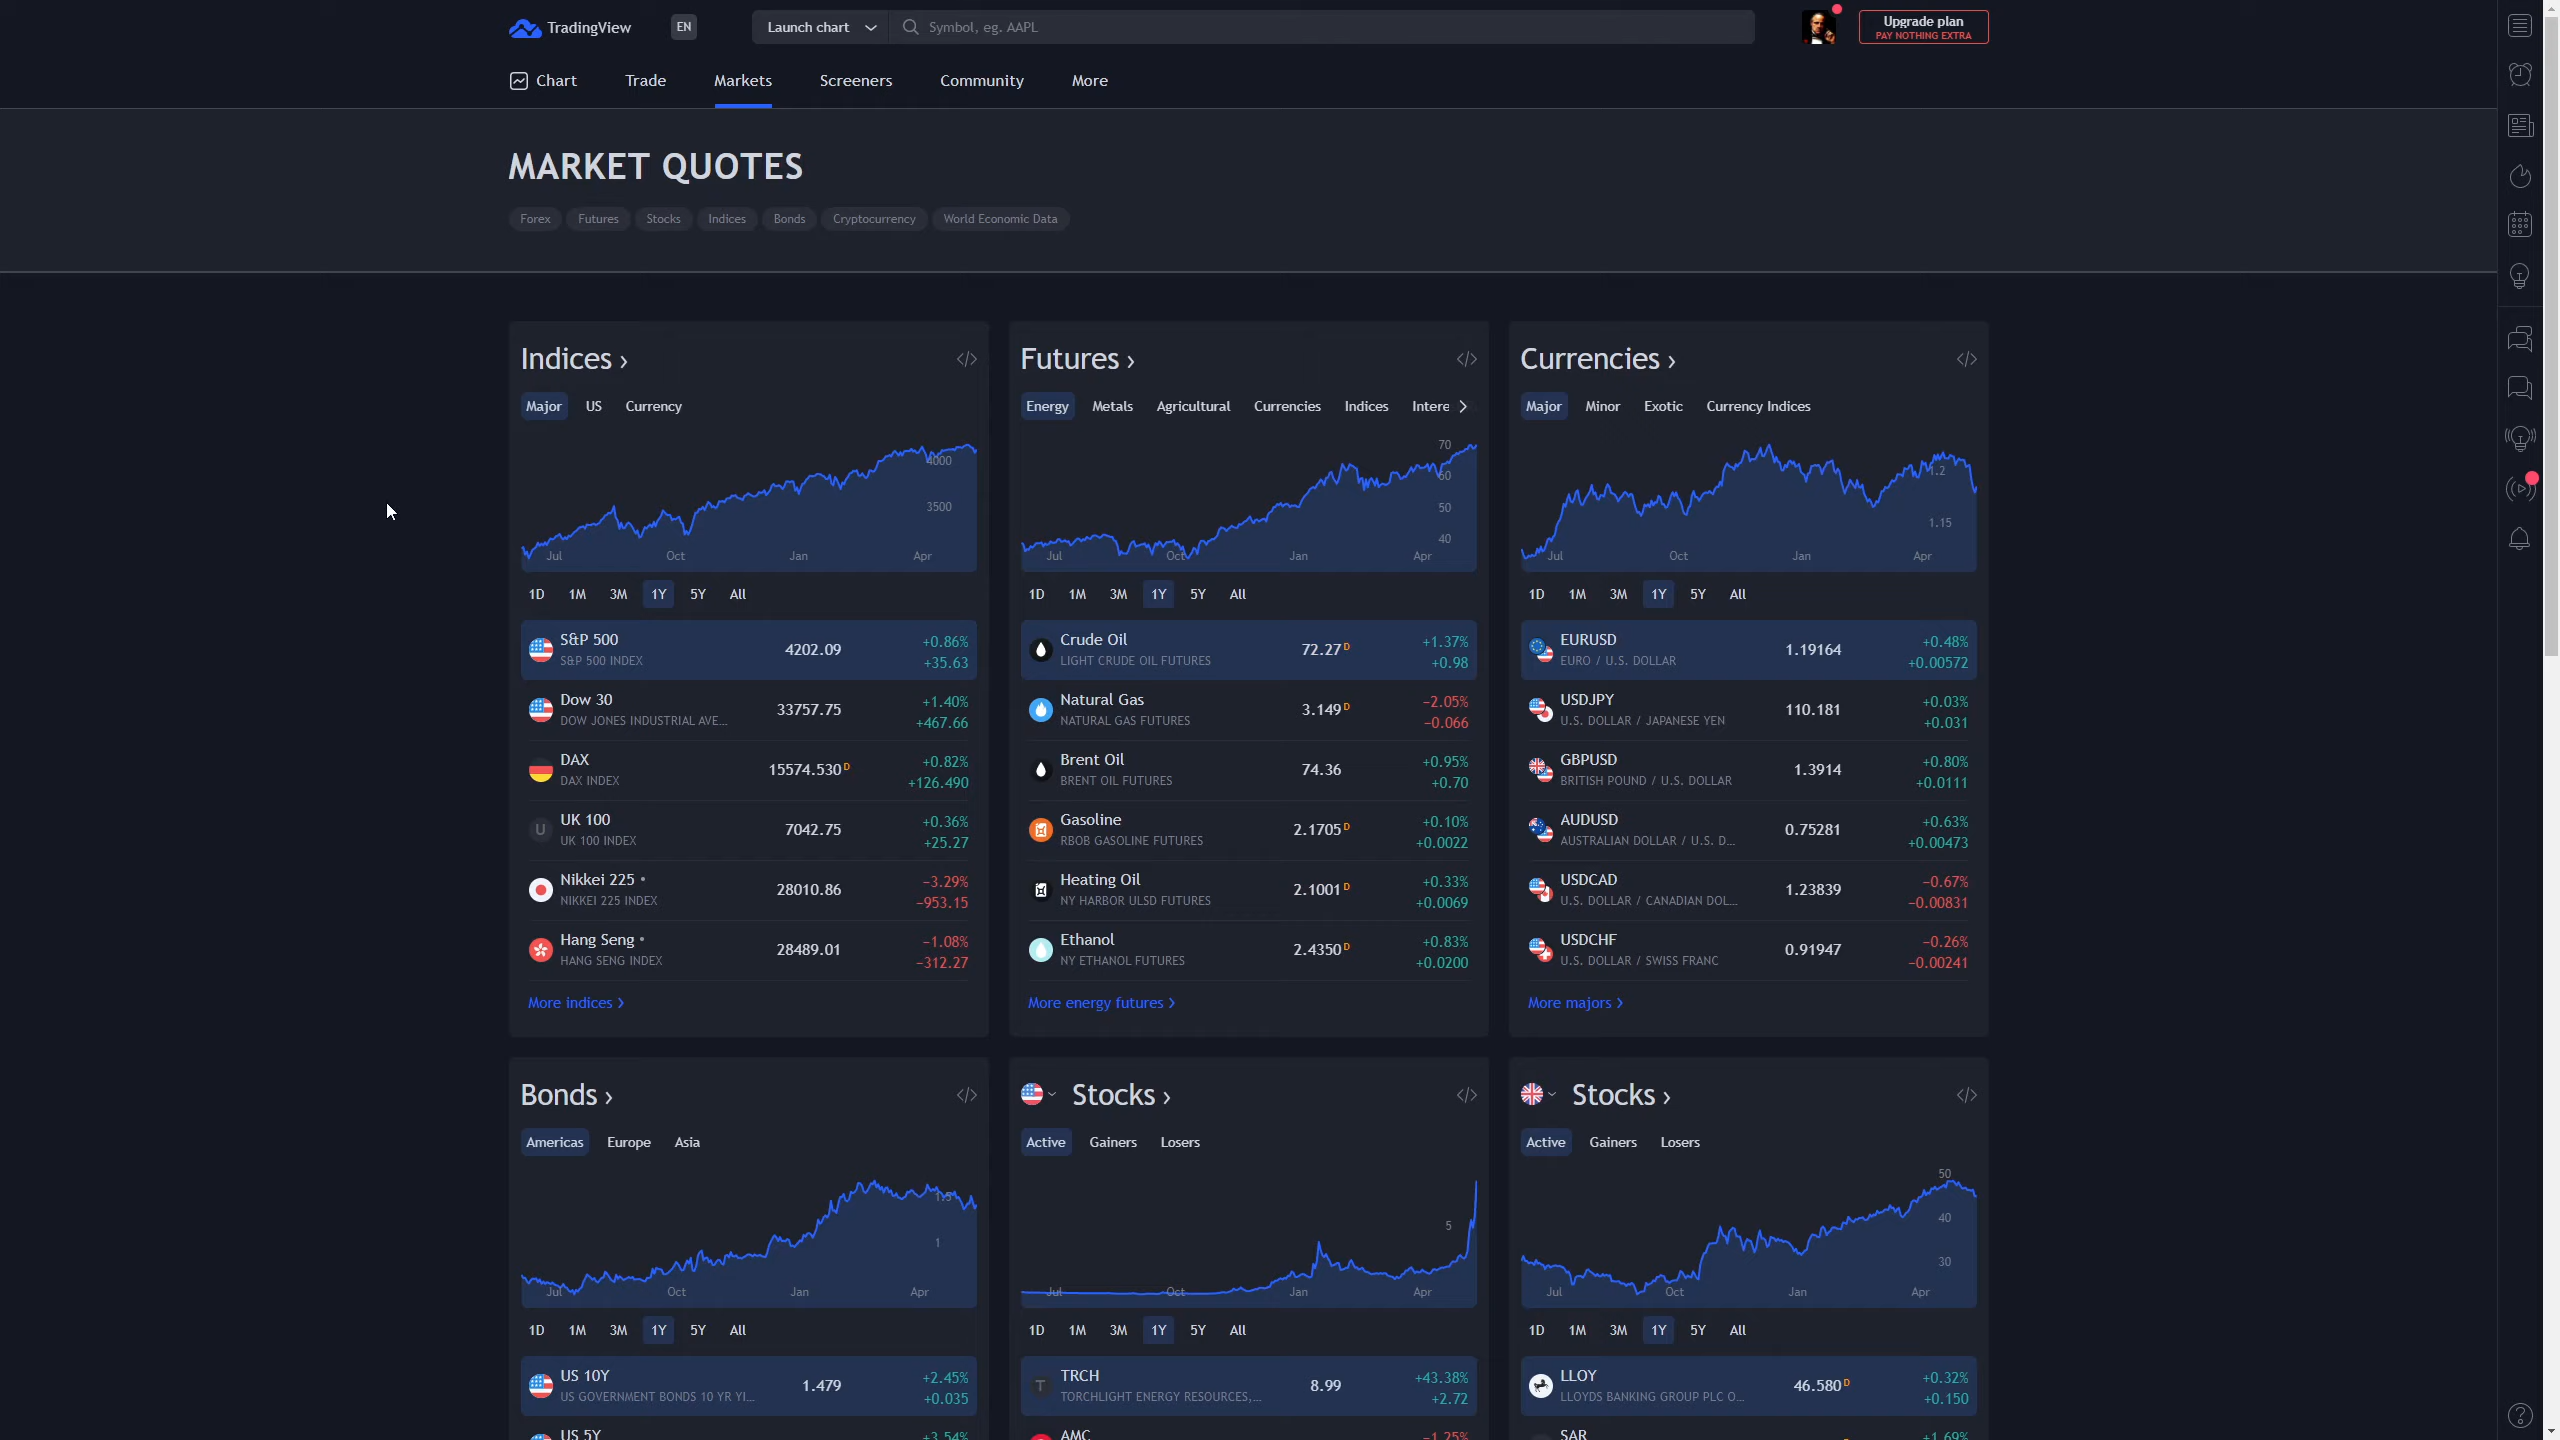 TradingView
EN
Launch chart
Symbol, eg. AAPL
Upgrade plan
PAY NOTHING EXTRA
Chart Trade Markets Screeners Community More
MARKET QUOTES
Forex Futures Stocks Indices Bonds Cryptocurrency World Economic Data
Indices ›
</>
Major US Currency
4000
3500
Jul Oct Jan Apr
1D 1M 3M 1Y 5Y All
S&P 500 4202.09 +0.86%
S&P 500 INDEX +35.63
Dow 30 33757.75 +1.40%
DOW JONES INDUSTRIAL AVE... +467.66
DAX 15574.530 D +0.82%
DAX INDEX +126.490
U UK 100 7042.75 +0.36%
UK 100 INDEX +25.27
Nikkei 225 • 28010.86 −3.29%
NIKKEI 225 INDEX −953.15
Hang Seng • 28489.01 −1.08%
HANG SENG INDEX −312.27
More indices ›
Futures ›
</>
Energy Metals Agricultural Currencies Indices Intere
70
60
50
40
Jul Oct Jan Apr
1D 1M 3M 1Y 5Y All
Crude Oil 72.27 D +1.37%
LIGHT CRUDE OIL FUTURES +0.98
Natural Gas 3.149 D −2.05%
NATURAL GAS FUTURES −0.066
Brent Oil 74.36 +0.95%
BRENT OIL FUTURES +0.70
Gasoline 2.1705 D +0.10%
RBOB GASOLINE FUTURES +0.0022
Heating Oil 2.1001 D +0.33%
NY HARBOR ULSD FUTURES +0.0069
Ethanol 2.4350 D +0.83%
NY ETHANOL FUTURES +0.0200
More energy futures ›
Currencies ›
</>
Major Minor Exotic Currency Indices
1.2
1.15
Jul Oct Jan Apr
1D 1M 3M 1Y 5Y All
EURUSD 1.19164 +0.48%
EURO / U.S. DOLLAR +0.00572
USDJPY 110.181 +0.03%
U.S. DOLLAR / JAPANESE YEN +0.031
GBPUSD 1.3914 +0.80%
BRITISH POUND / U.S. DOLLAR +0.0111
AUDUSD 0.75281 +0.63%
AUSTRALIAN DOLLAR / U.S. D... +0.00473
USDCAD 1.23839 −0.67%
U.S. DOLLAR / CANADIAN DOL... −0.00831
USDCHF 0.91947 −0.26%
U.S. DOLLAR / SWISS FRANC −0.00241
More majors ›
Bonds ›
</>
Americas Europe Asia
1.5
1
Jul Oct Jan Apr
1D 1M 3M 1Y 5Y All
US 10Y 1.479 +2.45%
US GOVERNMENT BONDS 10 YR YI... +0.035
US 5Y +3.54%
Stocks ›
</>
Active Gainers Losers
5
Jul Oct Jan Apr
1D 1M 3M 1Y 5Y All
T TRCH 8.99 +43.38%
TORCHLIGHT ENERGY RESOURCES,... +2.72
AMC −1.25%
Stocks ›
</>
Active Gainers Losers
50
40
30
Jul Oct Jan Apr
1D 1M 3M 1Y 5Y All
LLOY 46.580 D +0.32%
LLOYDS BANKING GROUP PLC O... +0.150
SAR +1.69%